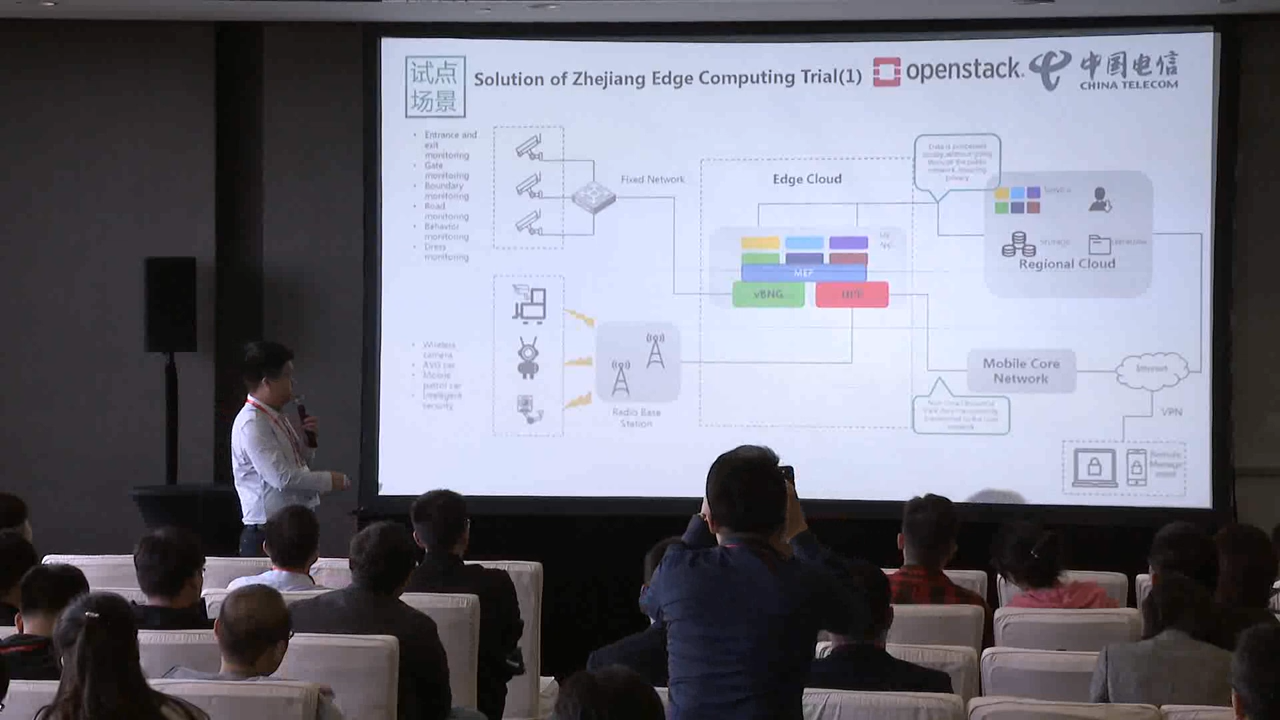 试点
场景
Solution of Zhejiang Edge Computing Trial(1)
openstack.
中国电信
CHINA TELECOM
Entrance and
exit
monitoring
Gate
monitoring
Boundary
monitoring
Road
monitoring
Behavior
monitoring
Dress
monitoring
Fixed Network
Edge Cloud
MEP
vBNG
Regional Cloud
Wireless
camera
AVG car
Mobile
patrol car
Intelligent
security
Radio Base
Station
Mobile Core
Network
Internet
VPN
Remote
Manage
ment